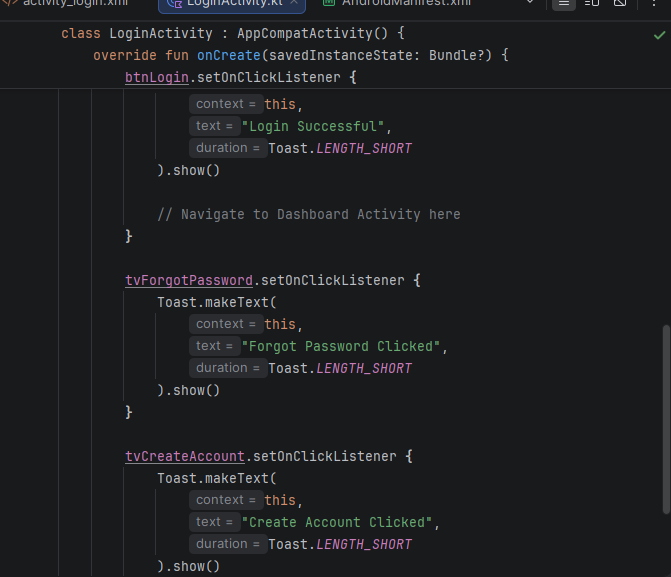 activity_login.xml LoginActivity.kt AndroidManifest.xml
class LoginActivity : AppCompatActivity() {
override fun onCreate(savedInstanceState: Bundle?) {
btnLogin.setOnClickListener {
context = this,
text = "Login Successful",
duration = Toast.LENGTH_SHORT
).show()
// Navigate to Dashboard Activity here
}
tvForgotPassword.setOnClickListener {
Toast.makeText(
context = this,
text = "Forgot Password Clicked",
duration = Toast.LENGTH_SHORT
).show()
}
tvCreateAccount.setOnClickListener {
Toast.makeText(
context = this,
text = "Create Account Clicked",
duration = Toast.LENGTH_SHORT
).show()